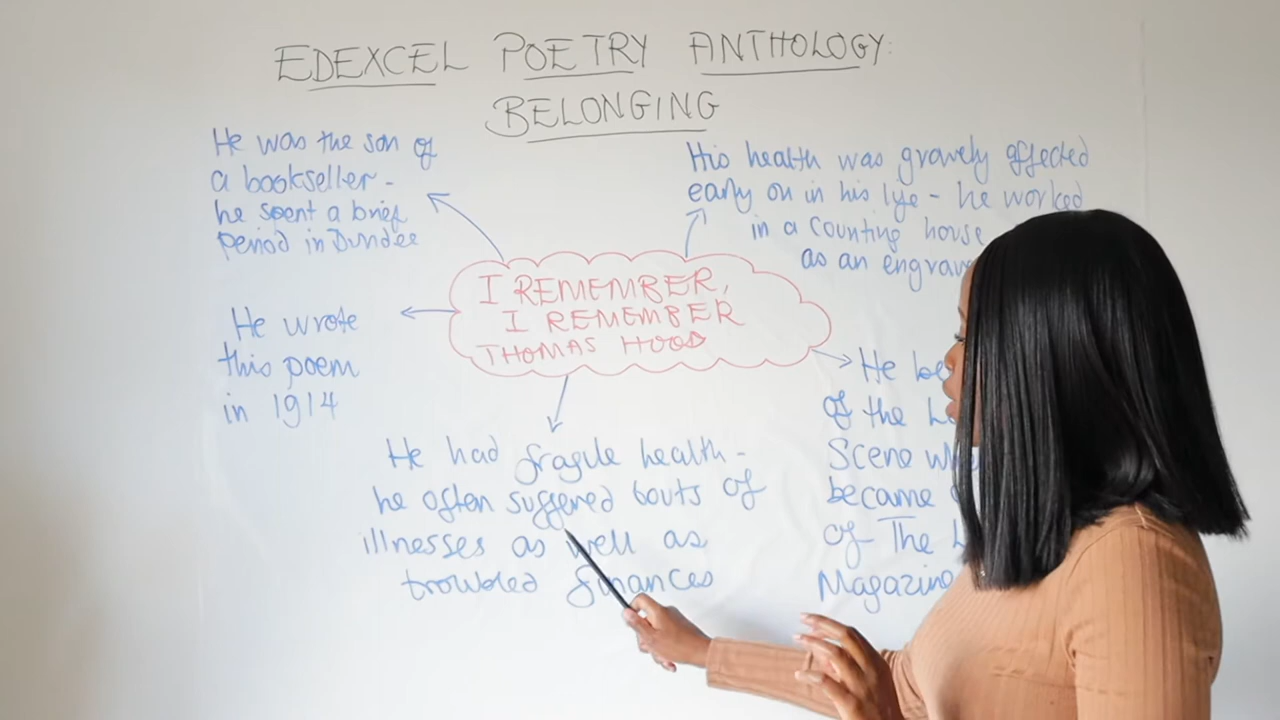 EDEXCEL POETRY ANTHOLOGY:
BELONGING
He was the son of
a bookseller -
he spent a brief
period in Dundee
His health was gravely affected
early on in his life - he worked
in a counting house
as an
I REMEMBER,
I REMEMBER
THOMAS HOOD
He wrote
this poem
in 1914
He
of the
Scene
became
of The
Magazine
He had fragile health -
he often suffered bouts of
illnesses as well as
troubled finances